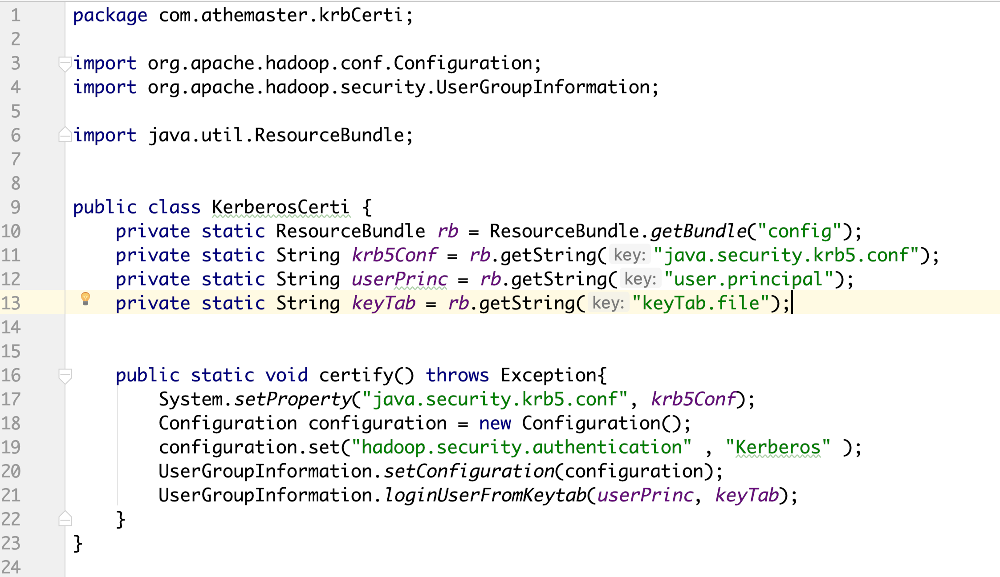 1 package com.athemaster.krbCerti;
2
3 import org.apache.hadoop.conf.Configuration;
4 import org.apache.hadoop.security.UserGroupInformation;
5
6 import java.util.ResourceBundle;
7
8
9 public class KerberosCerti {
10     private static ResourceBundle rb = ResourceBundle.getBundle("config");
11     private static String krb5Conf = rb.getString( key: "java.security.krb5.conf");
12     private static String userPrinc = rb.getString( key: "user.principal");
13     private static String keyTab = rb.getString( key: "keyTab.file");
14
15
16     public static void certify() throws Exception{
17         System.setProperty("java.security.krb5.conf", krb5Conf);
18         Configuration configuration = new Configuration();
19         configuration.set("hadoop.security.authentication" , "Kerberos" );
20         UserGroupInformation.setConfiguration(configuration);
21         UserGroupInformation.loginUserFromKeytab(userPrinc, keyTab);
22     }
23 }
24